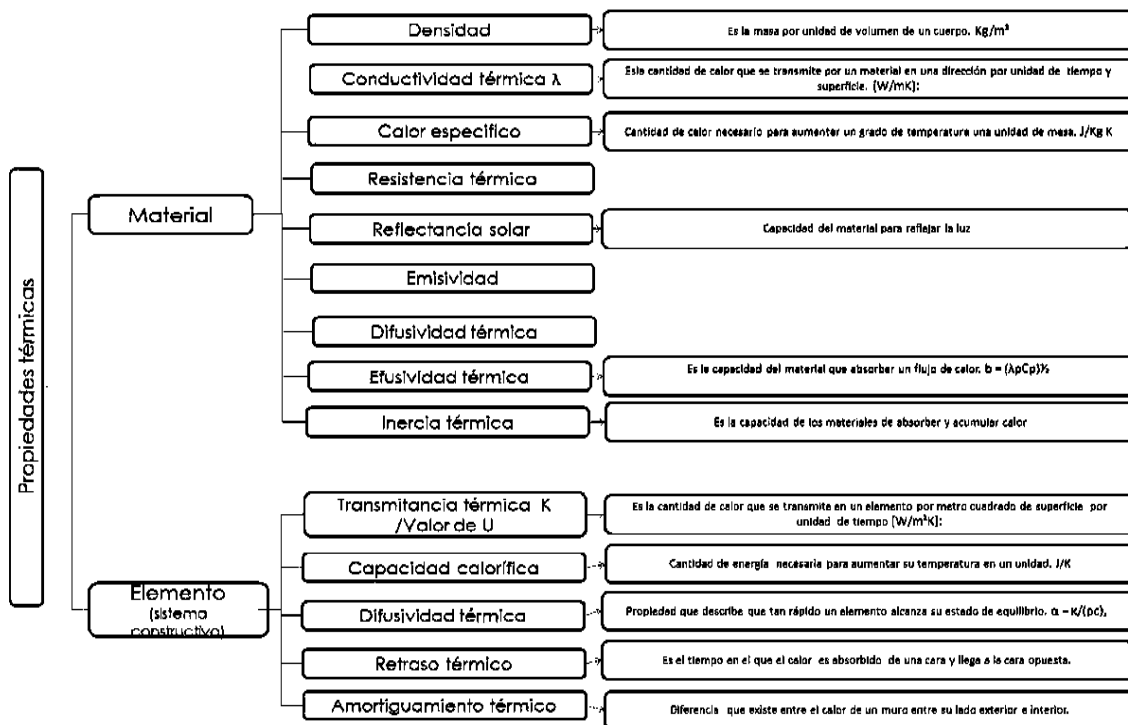 Propiedades térmicas
Material
Densidad
Es la masa por unidad de volumen de un cuerpo. Kg/m³
Conductividad térmica λ
Esla cantidad de calor que se transmite por un material en una dirección por unidad de tiempo y
superficie. (W/mK):
Calor especifico
Cantidad de calor necesario para aumentar un grado de temperatura una unidad de masa. J/Kg K
Resistencia térmica
Reflectancia solar
Capacidad del material para reflejar la luz
Emisividad
Difusividad térmica
Efusividad térmica
Es la capacidad del material que absorbar un flujo de calor. b = (λρCp)½
Inercia térmica
Es la capacidad de los materiales de absorber y acumular calor
Elemento
(sistema
constructivo)
Transmitancia térmica K
/Valor de U
Es la cantidad de calor que se transmite en un elemento por metro cuadrado de superficie por
unidad de tiempo (W/m²K):
Capacidad calorífica
Cantidad de energía necesaria para aumentar su temperatura en un unidad. J/K
Difusividad térmica
Propiedad que describe que tan rápido un elemento alcanza su estado de equilibrio.
Retraso térmico
Es el tiempo en el que el calor es absorbido de una cara y llega a la cara opuesta.
Amortiguamiento térmico
Diferencia que existe entre el calor de un muro entre su lado exterior e interior.